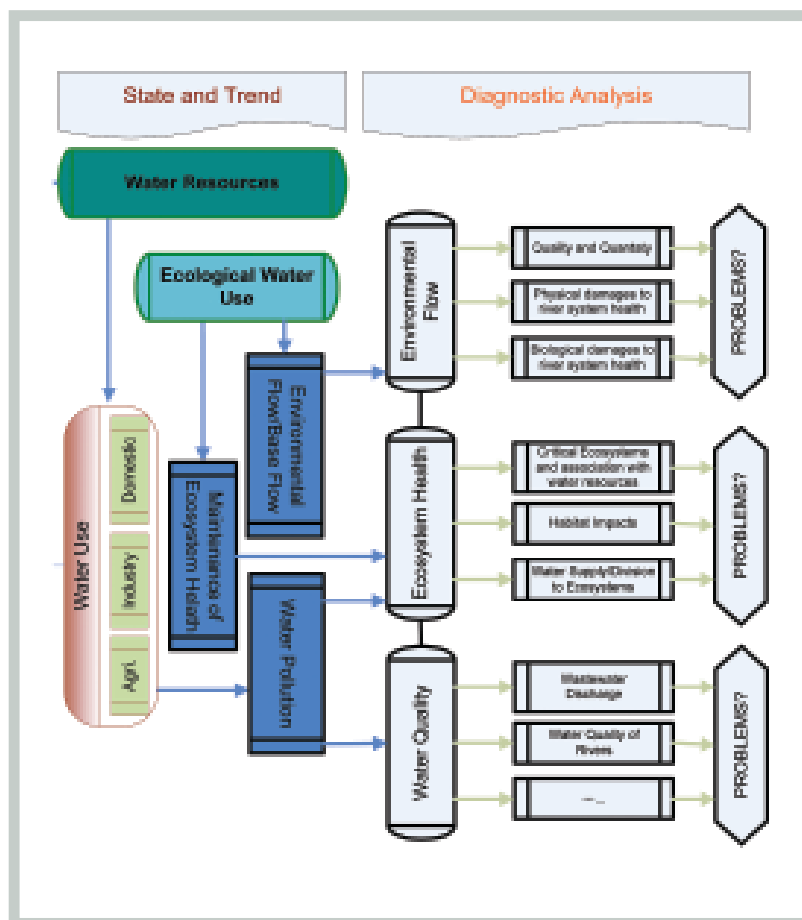 State and Trend
Diagnostic Analysis
Water Resources
Ecological Water
Use
Environmental
Flow/Base Flow
Maintenance of
Ecosystem Helath
Water Pollution
Water Use
Domestic
Industry
Agri.
Environmental
Flow
Quality and Quantaty
Physical damages to
river system health
Biological damages to
river system health
PROBLEMS?
Ecosystem Health
Critical Ecosystems
and association with
water resources
Habitat Impacts
Water Supply/Division
to Ecosystems
PROBLEMS?
Water Quality
Wastewater
Discharge
Water Quality of
Rivers
PROBLEMS?